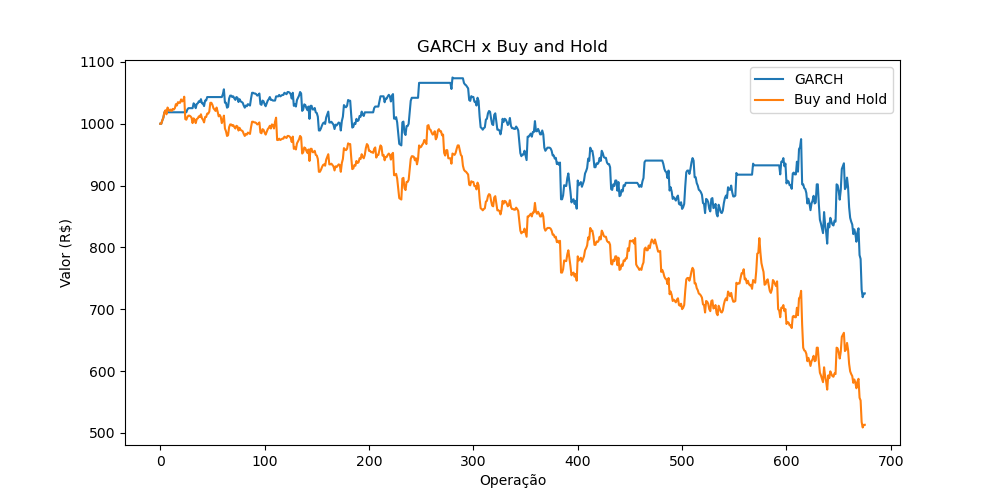 GARCH x Buy and Hold
GARCH
Buy and Hold
Valor (R$)
1100
1000
900
800
700
600
500
0 100 200 300 400 500 600 700
Operação